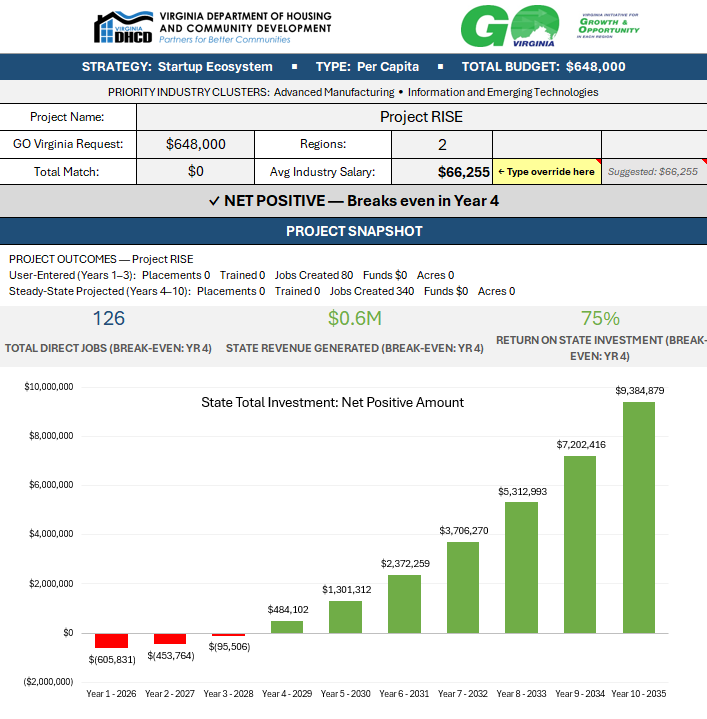 VIRGINIA DEPARTMENT OF HOUSING
AND COMMUNITY DEVELOPMENT
Partners for Better Communities
VIRGINIA
DHCD
GO
VIRGINIA
VIRGINIA INITIATIVE FOR
GROWTH &
OPPORTUNITY
IN EACH REGION
STRATEGY: Startup Ecosystem ▪ TYPE: Per Capita ▪ TOTAL BUDGET: $648,000
PRIORITY INDUSTRY CLUSTERS: Advanced Manufacturing • Information and Emerging Technologies
Project Name: Project RISE
GO Virginia Request: $648,000 Regions: 2
Total Match: $0 Avg Industry Salary: $66,255 ← Type override here Suggested: $66,255
✓ NET POSITIVE — Breaks even in Year 4
PROJECT SNAPSHOT
PROJECT OUTCOMES — Project RISE
User-Entered (Years 1–3): Placements 0 Trained 0 Jobs Created 80 Funds $0 Acres 0
Steady-State Projected (Years 4–10): Placements 0 Trained 0 Jobs Created 340 Funds $0 Acres 0
126 $0.6M 75%
TOTAL DIRECT JOBS (BREAK-EVEN: YR 4) STATE REVENUE GENERATED (BREAK-EVEN: YR 4) RETURN ON STATE INVESTMENT (BREAK-
EVEN: YR 4)
State Total Investment: Net Positive Amount
$10,000,000
$8,000,000
$6,000,000
$4,000,000
$2,000,000
$0
($2,000,000)
$(605,831)
$(453,764)
$(95,506)
$484,102
$1,301,312
$2,372,259
$3,706,270
$5,312,993
$7,202,416
$9,384,879
Year 1 - 2026 Year 2 - 2027 Year 3 - 2028 Year 4 - 2029 Year 5 - 2030 Year 6 - 2031 Year 7 - 2032 Year 8 - 2033 Year 9 - 2034 Year 10 - 2035